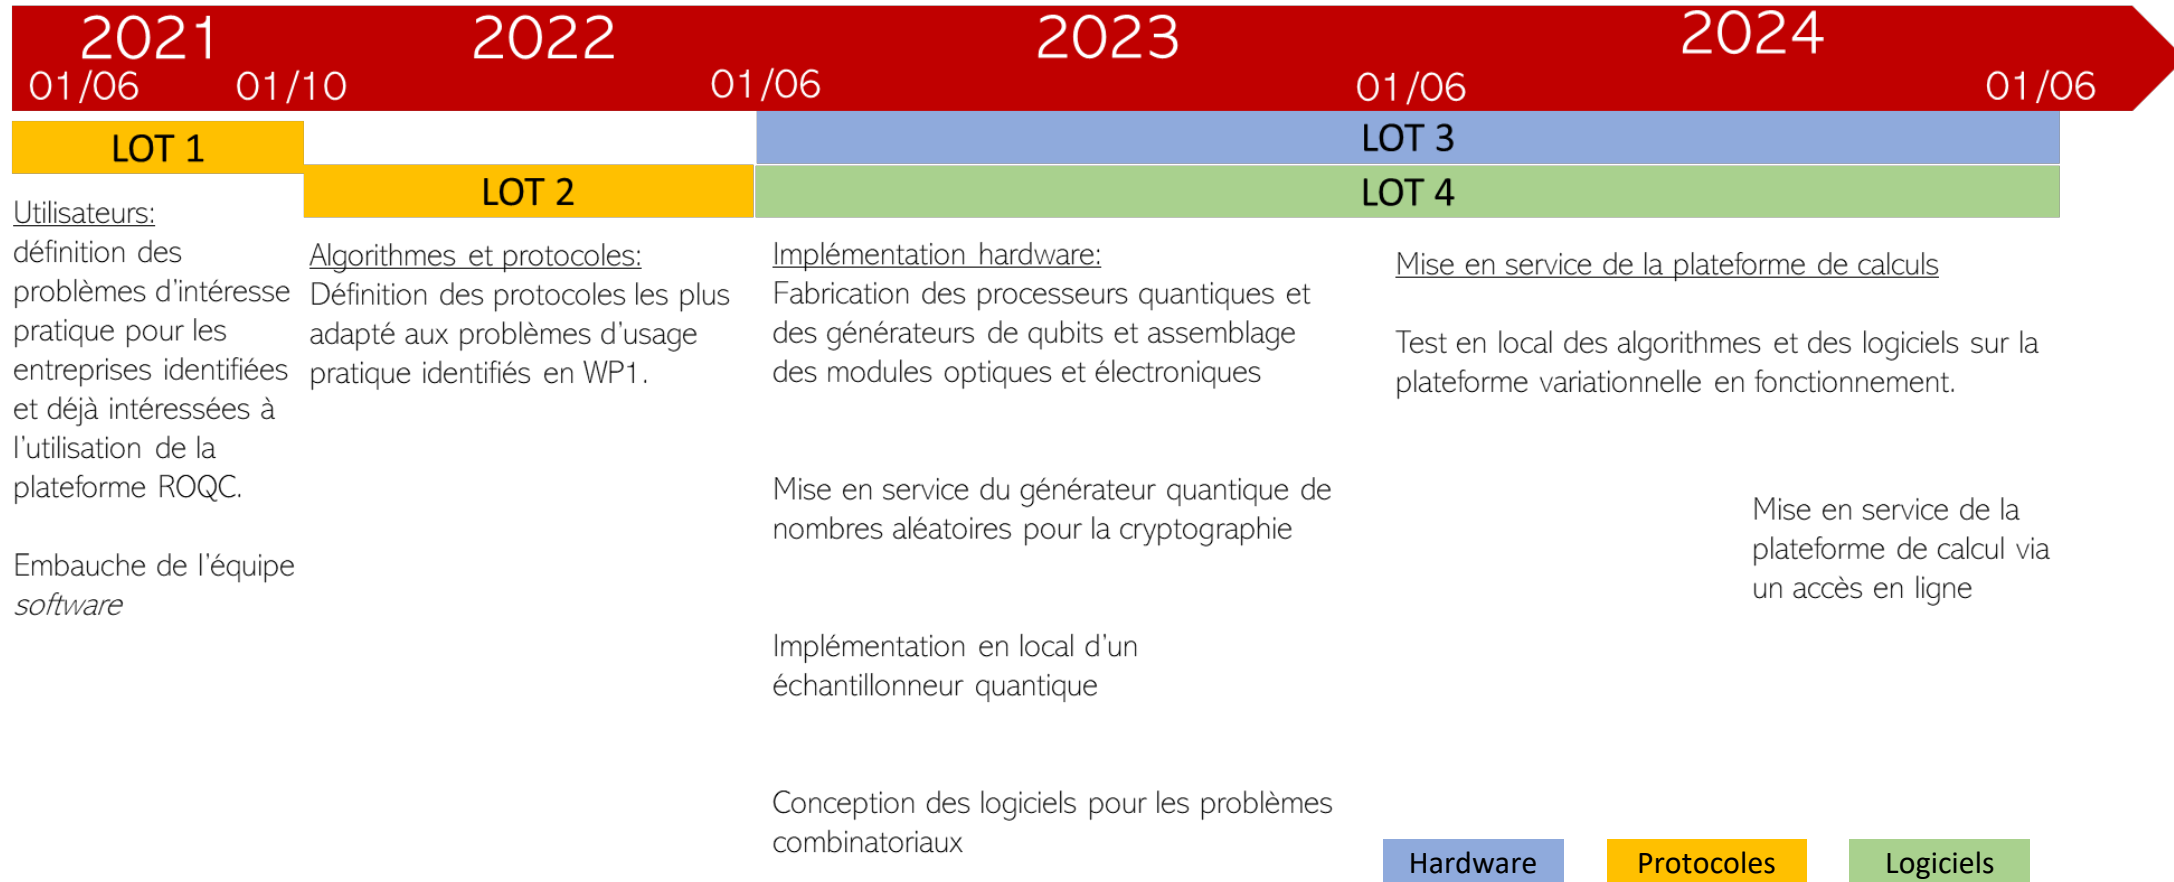 2021
2022
2023
2024
01/06
01/10
01/06
01/06
01/06
LOT 1
LOT 2
LOT 3
LOT 4
Utilisateurs:
définition des
problèmes d'intéresse
pratique pour les
entreprises identifiées
et déjà intéressées à
l'utilisation de la
plateforme ROQC.
Embauche de l'équipe
software
Algorithmes et protocoles:
Définition des protocoles les plus
adapté aux problèmes d'usage
pratique identifiés en WP1.
Implémentation hardware:
Fabrication des processeurs quantiques et
des générateurs de qubits et assemblage
des modules optiques et électroniques
Mise en service du générateur quantique de
nombres aléatoires pour la cryptographie
Implémentation en local d'un
échantillonneur quantique
Conception des logiciels pour les problèmes
combinatoriaux
Mise en service de la plateforme de calculs
Test en local des algorithmes et des logiciels sur la
plateforme variationnelle en fonctionnement.
Mise en service de la
plateforme de calcul via
un accès en ligne
Hardware
Protocoles
Logiciels